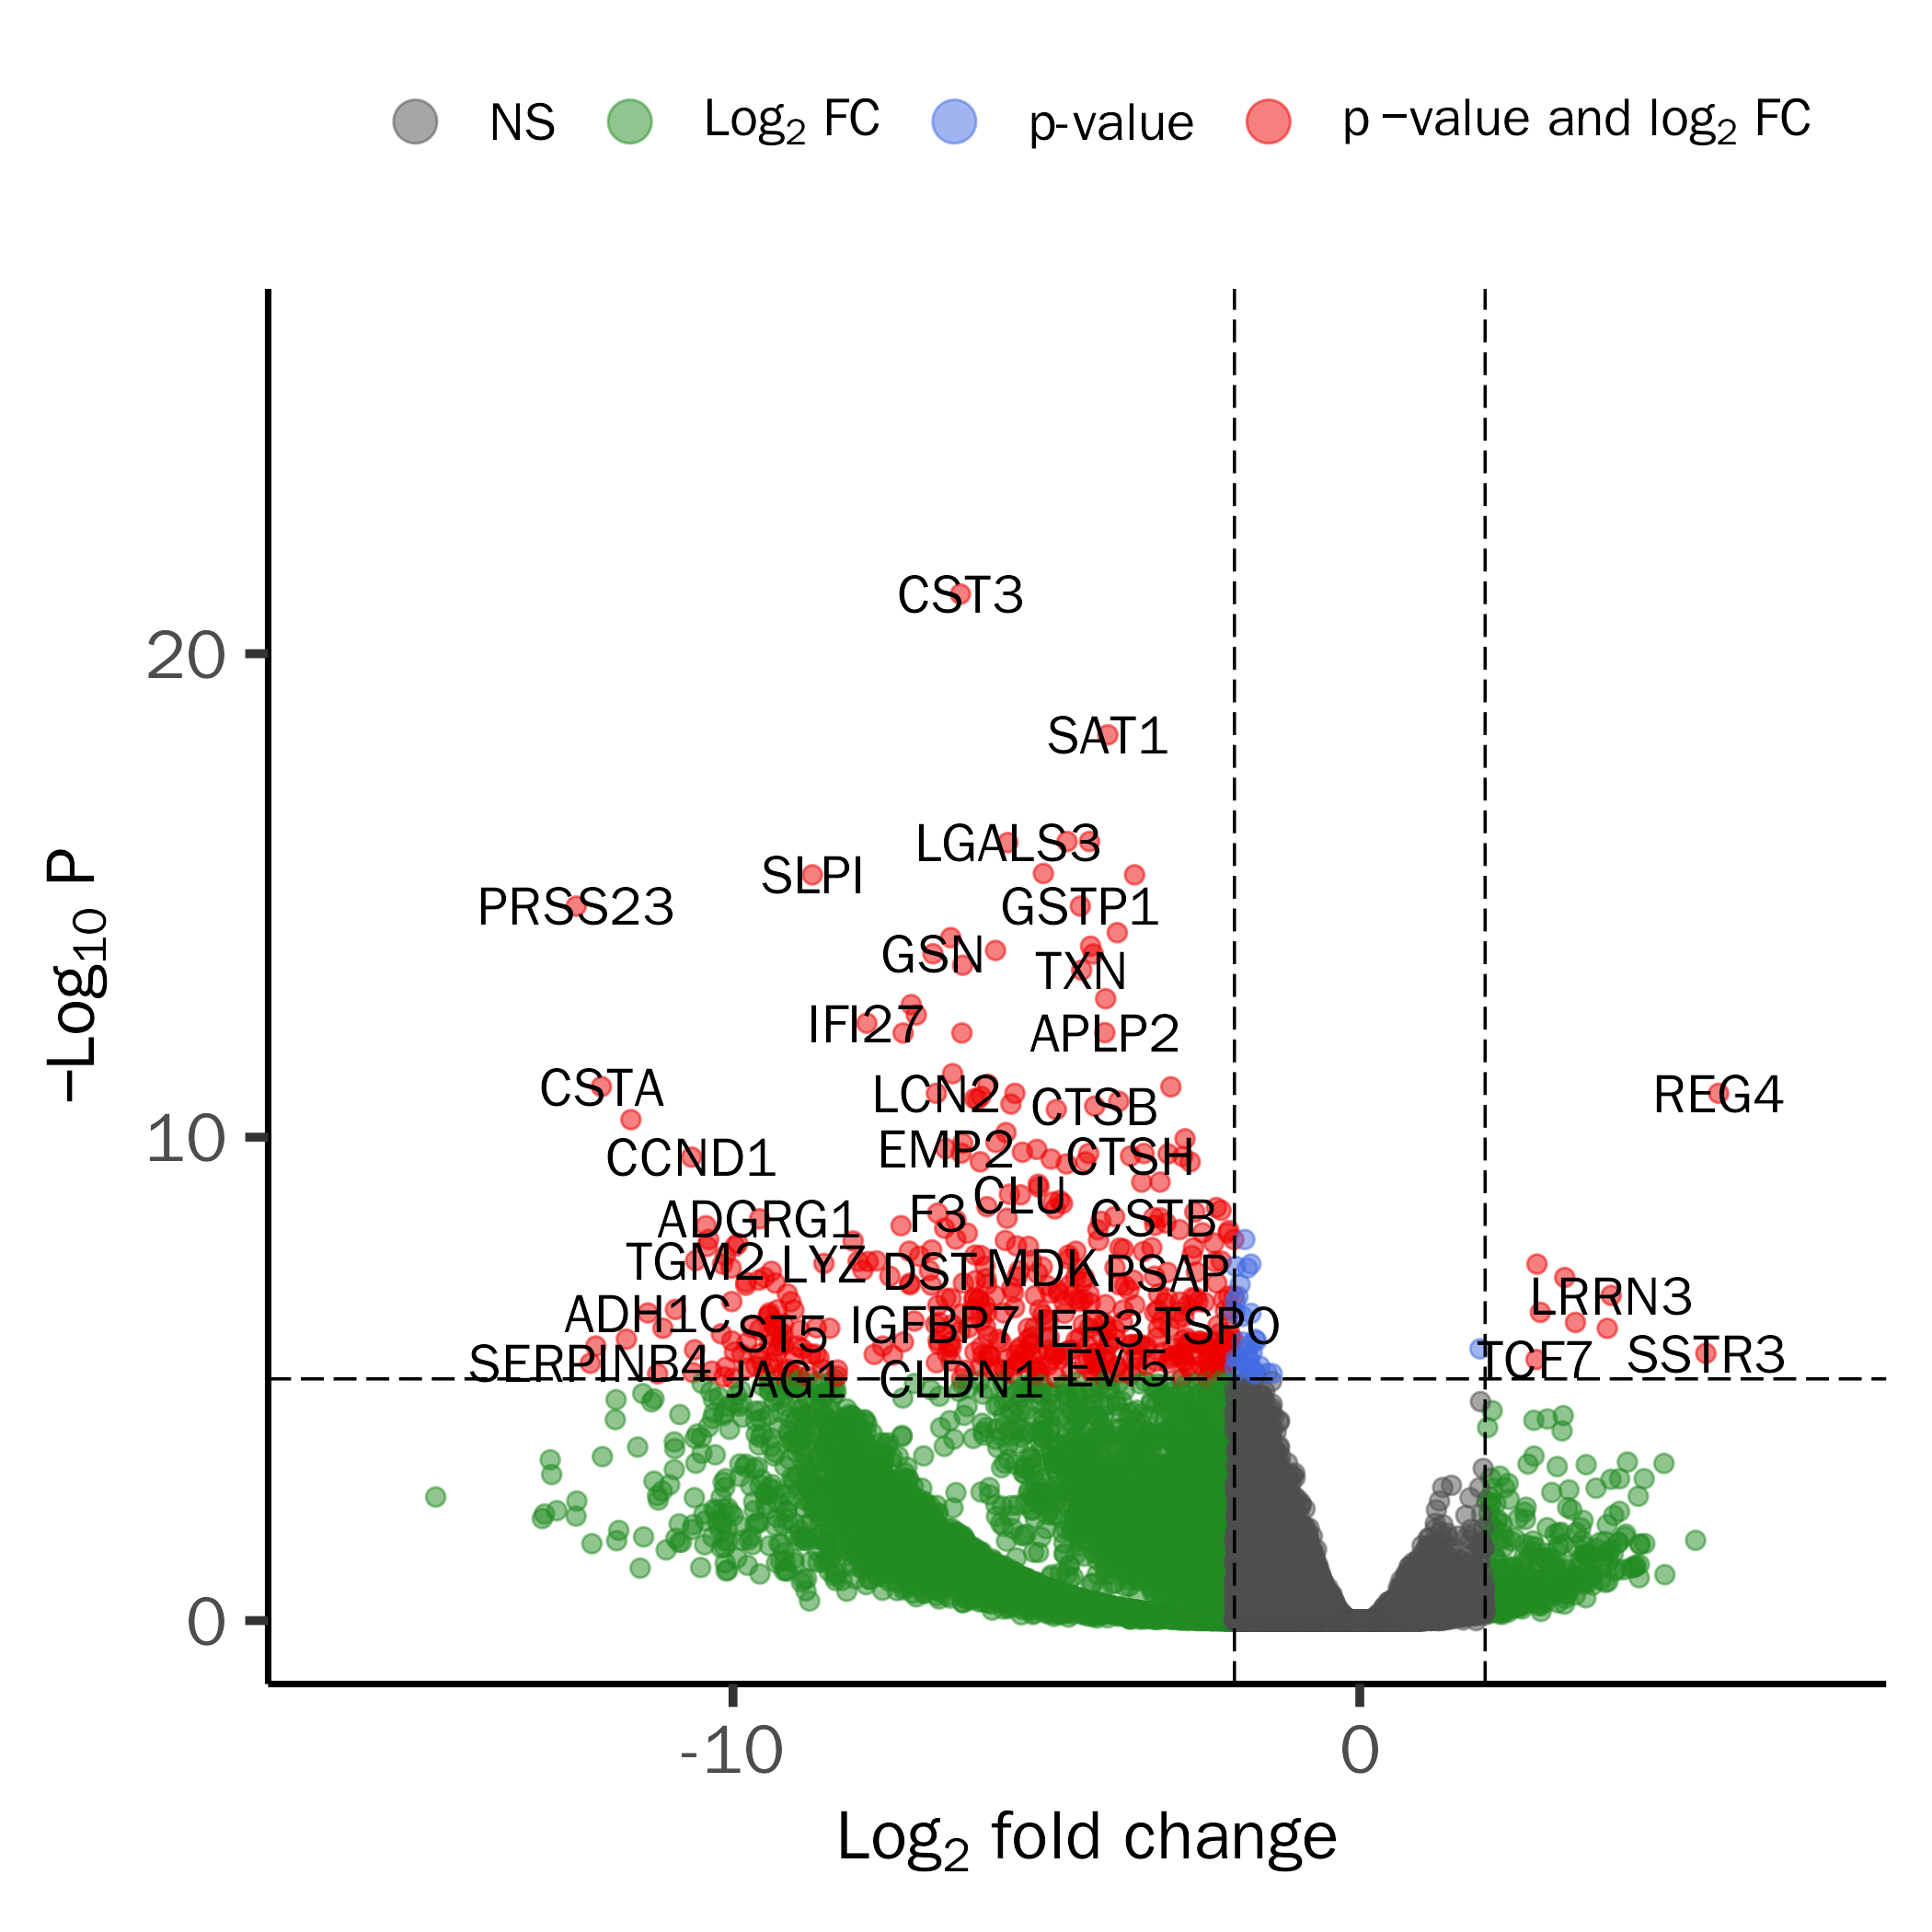 NS Log2 FC p-value p −value and log2 FC
CST3
20
SAT1
LGALS3
SLPI
PRSS23 GSTP1
GSN TXN
IFI27 APLP2
−Log10 P
CSTA LCN2 CTSB REG4
10
EMP2 CTSH
CCND1
CLU
ADGRG1 F3 CSTB
TGM2 LYZ DST MDK PSAP
LRRN3
ADH1C ST5 IGFBP7 IER3 TSPO
SERPINB4 TCF7 SSTR3
JAG1 CLDN1 EVI5
0
-10 0
Log2 fold change